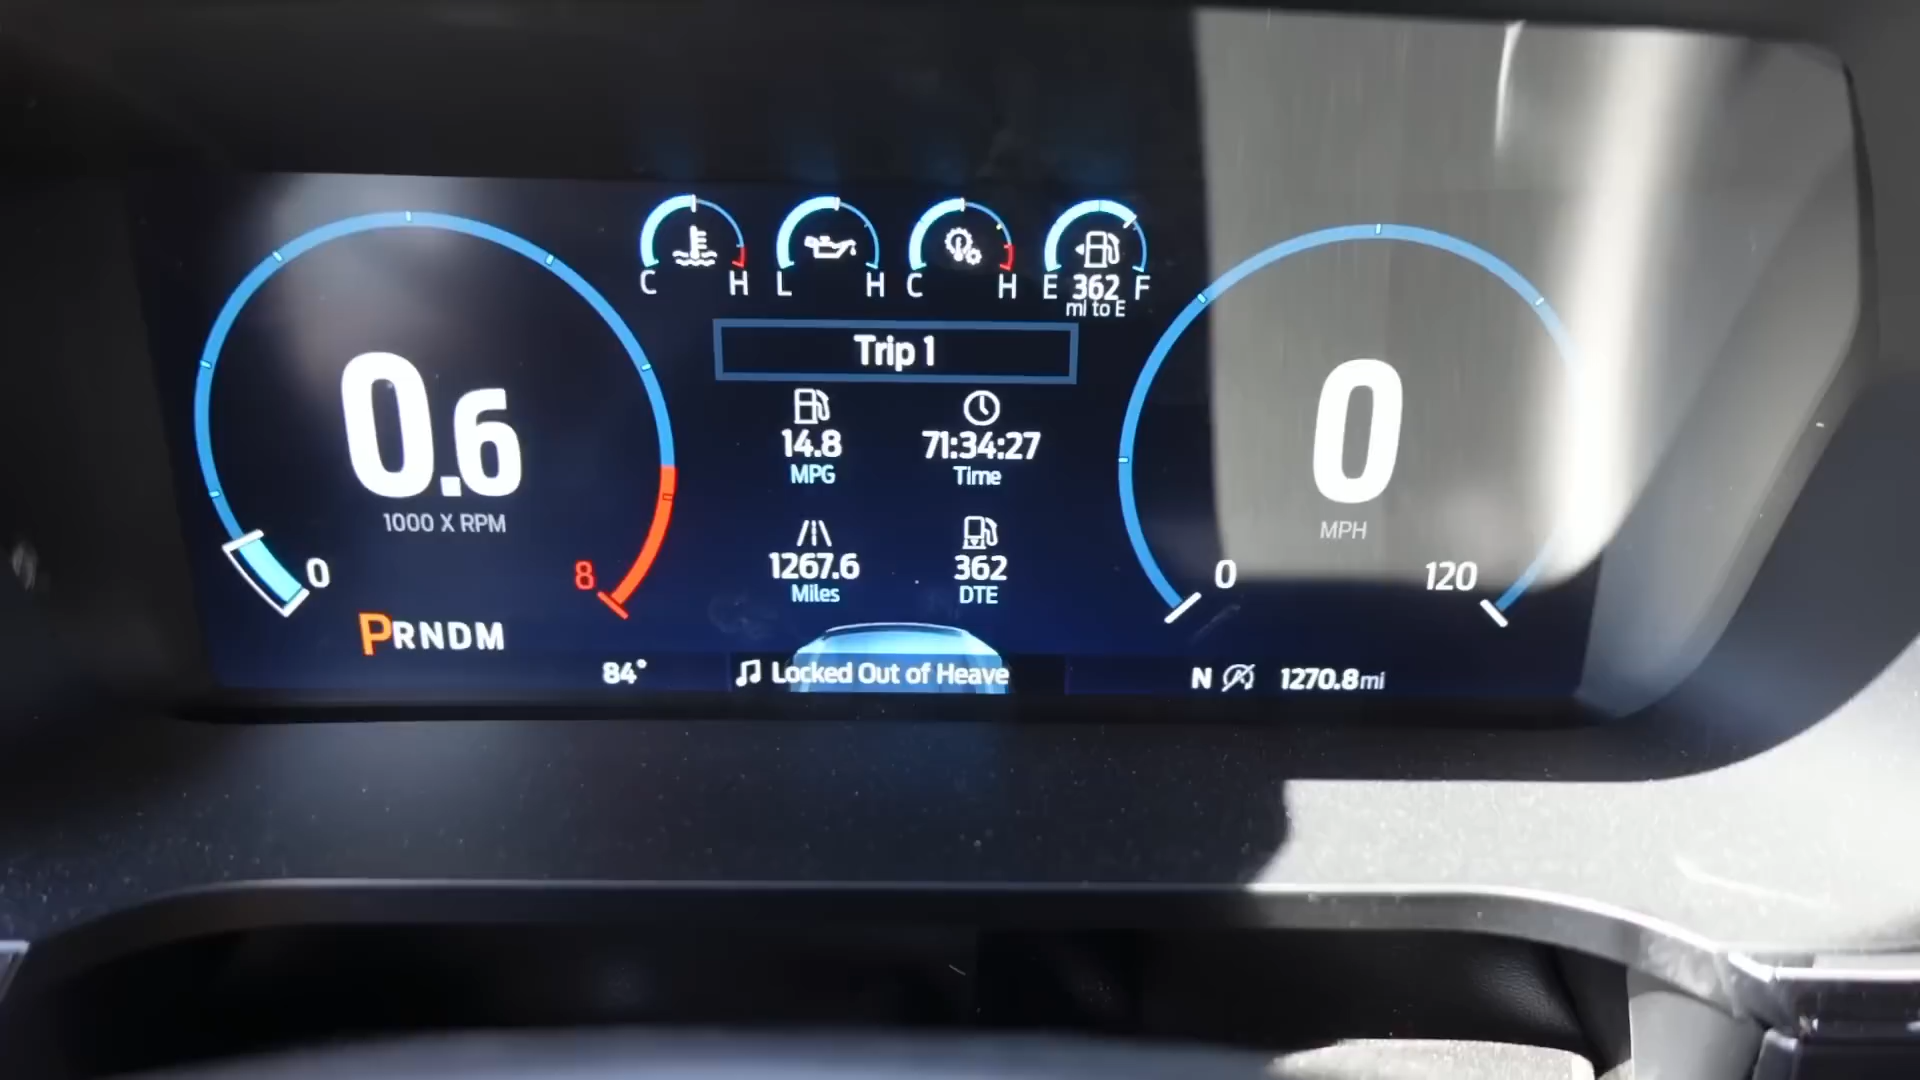 C H L H C H E 362 F
mi to E
Trip 1
14.8
MPG
71:34:27
Time
1267.6
Miles
362
DTE
0.6
1000 X RPM
0
8
PRNDM
84°
Locked Out of Heave
0
MPH
0
120
N
1270.8mi